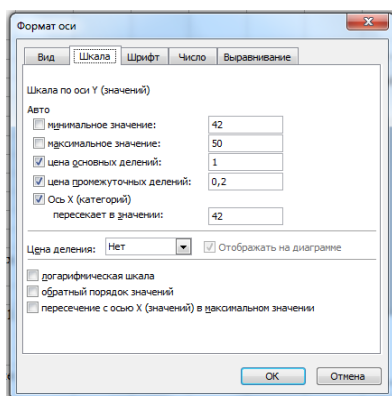 Формат оси
Вид Шкала Шрифт Число Выравнивание
Шкала по оси Y (значений)
Авто
минимальное значение: 42
максимальное значение: 50
цена основных делений: 1
цена промежуточных делений: 0,2
Ось X (категорий)
пересекает в значении: 42
Цена деления: Нет Отображать на диаграмме
логарифмическая шкала
обратный порядок значений
пересечение с осью X (значений) в максимальном значении
ОК Отмена